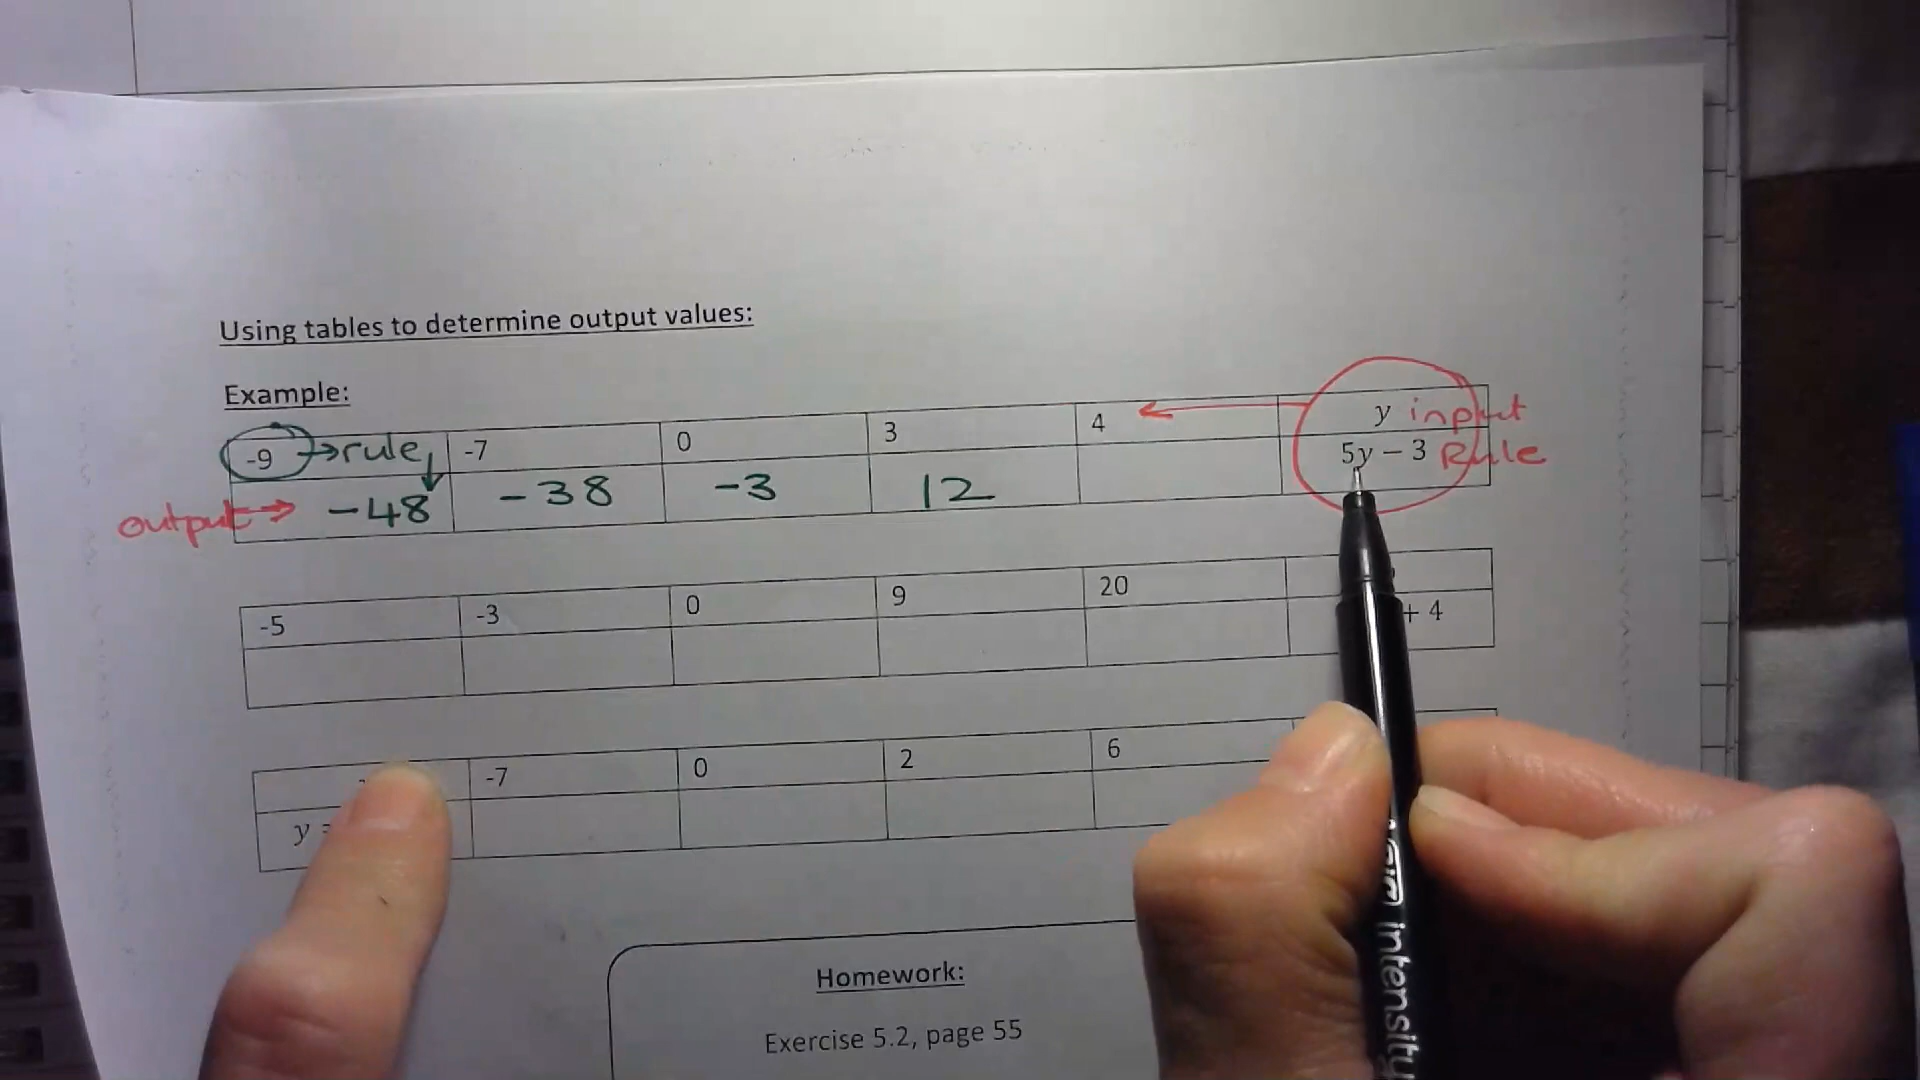 Using tables to determine output values:
Example:
-9 →rule↓ -7 0 3 4 ← y input
output → -48 -38 -3 12 5y – 3 Rule
-5 -3 0 9 20
+ 4
-7 0 2 6
y =
Homework:
Exercise 5.2, page 55
intensity